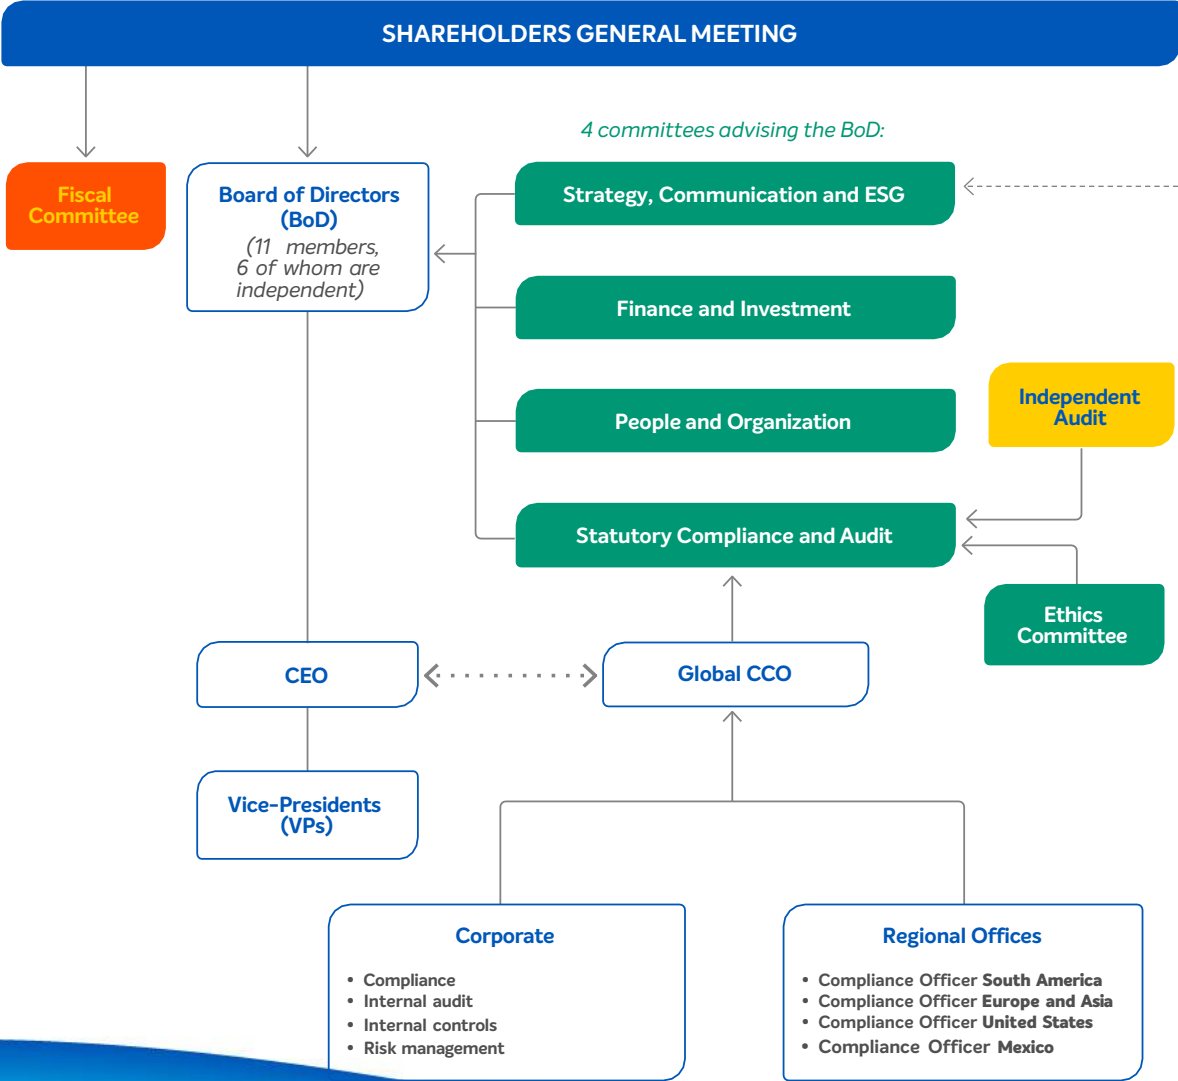 SHAREHOLDERS GENERAL MEETING
4 committees advising the BoD:
Fiscal
Committee
Board of Directors
(BoD)
(11 members,
6 of whom are
independent)
Strategy, Communication and ESG
Finance and Investment
People and Organization
Independent
Audit
Statutory Compliance and Audit
Ethics
Committee
CEO
Global CCO
Vice-Presidents
(VPs)
Corporate
• Compliance
• Internal audit
• Internal controls
• Risk management
Regional Offices
• Compliance Officer South America
• Compliance Officer Europe and Asia
• Compliance Officer United States
• Compliance Officer Mexico